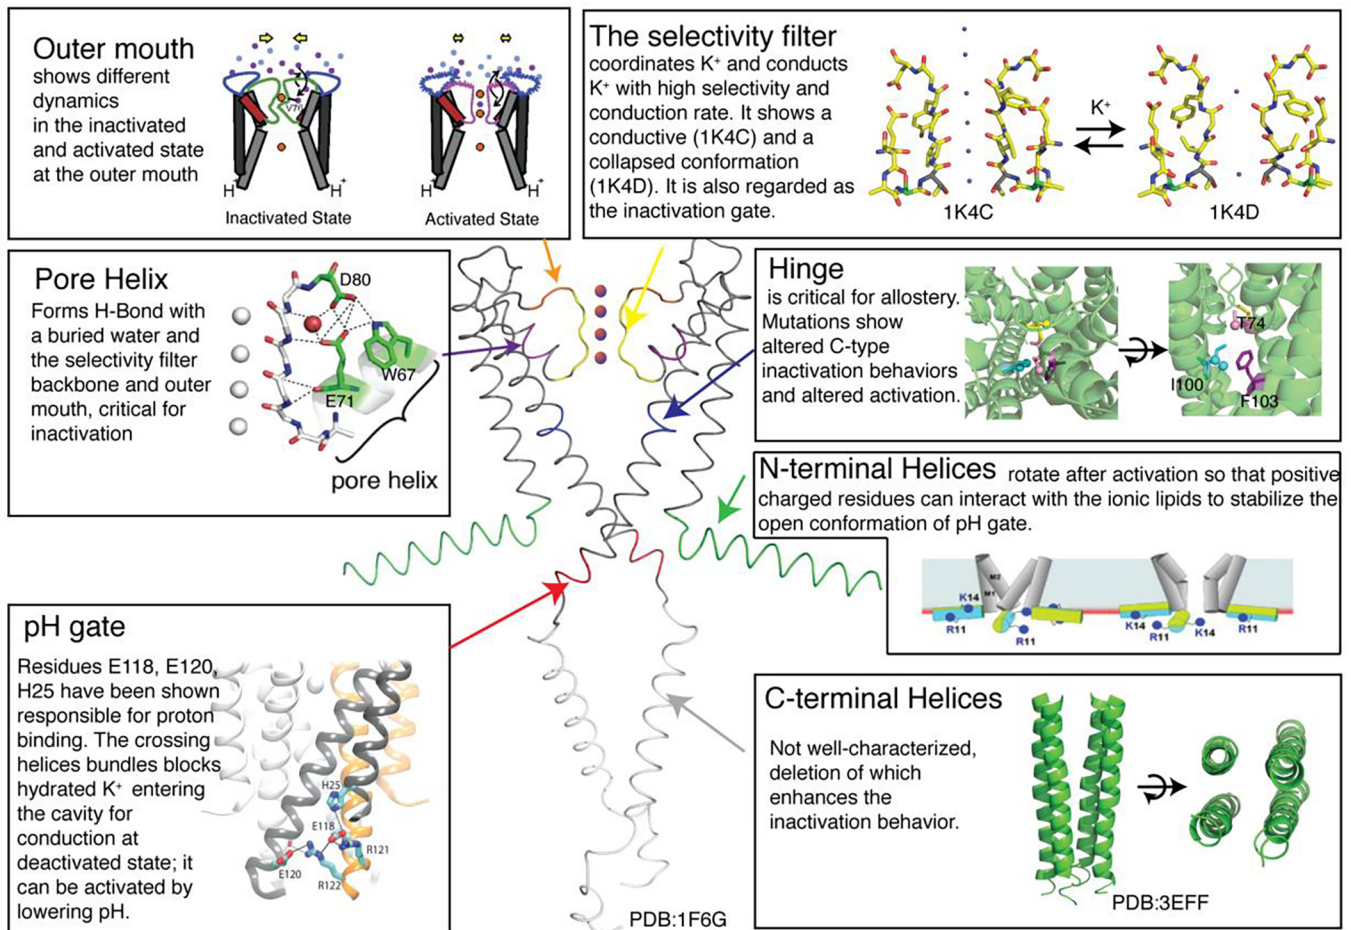 Outer mouth
shows different
dynamics
in the inactivated
and activated state
at the outer mouth
V76
H+
H+
Inactivated State
H+
H+
Activated State
The selectivity filter
coordinates K+ and conducts
K+ with high selectivity and
conduction rate. It shows a
conductive (1K4C) and a
collapsed conformation
(1K4D). It is also regarded as
the inactivation gate.
K+
1K4C
1K4D
Pore Helix
Forms H-Bond with
a buried water and
the selectivity filter
backbone and outer
mouth, critical for
inactivation
D80
W67
E71
pore helix
Hinge
is critical for allostery.
Mutations show
altered C-type
inactivation behaviors
and altered activation.
T74
I100
F103
N-terminal Helices rotate after activation so that positive
charged residues can interact with the ionic lipids to stabilize the
open conformation of pH gate.
M2
M1
K14
R11
R11
K14
R11
K14
R11
pH gate
Residues E118, E120,
H25 have been shown
responsible for proton
binding. The crossing
helices bundles blocks
hydrated K+ entering
the cavity for
conduction at
deactivated state; it
can be activated by
lowering pH.
H25
E118
R121
E120
R122
C-terminal Helices
Not well-characterized,
deletion of which
enhances the
inactivation behavior.
PDB:3EFF
PDB:1F6G